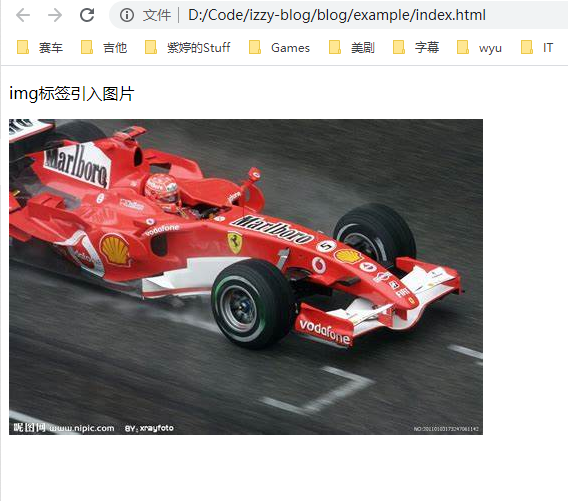 文件 | D:/Code/izzy-blog/blog/example/index.html
赛车 吉他 紫婷的Stuff Games 美剧 字幕 wyu IT
img标签引入图片
Marlboro
Marlboro
vodafone
5
vodafone
昵图网 www.nipic.com BY: xrayfoto